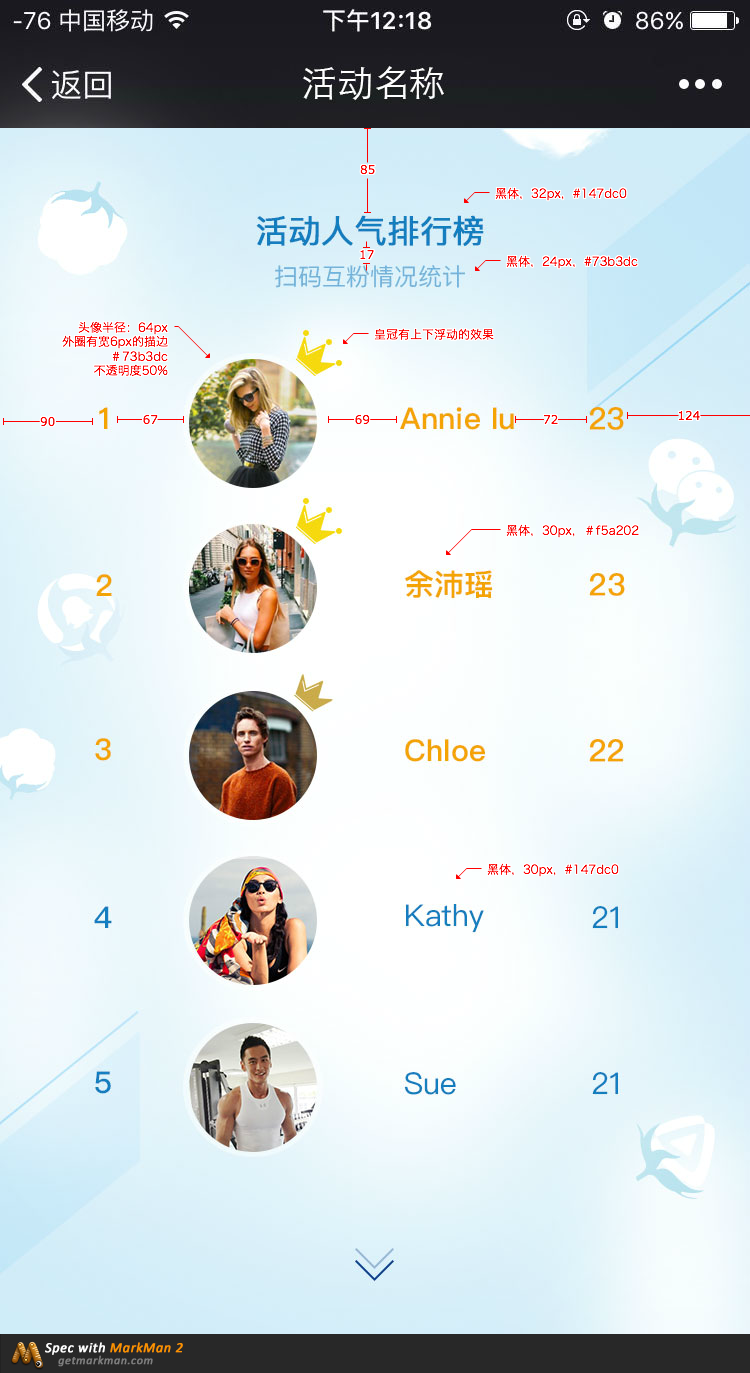 -76 中国移动 下午12:18 86%
返回 活动名称
85
黑体、32px、#147dc0
活动人气排行榜
17
黑体、24px、#73b3dc
扫码互粉情况统计
头像半径：64px
外圈有宽6px的描边
#73b3dc
不透明度50%
皇冠有上下浮动的效果
90 1 67 69 Annie lu 72 23 124
黑体、30px、#f5a202
2 余沛瑶 23
3 Chloe 22
黑体、30px、#147dc0
4 Kathy 21
5 Sue 21
Spec with MarkMan 2
getmarkman.com